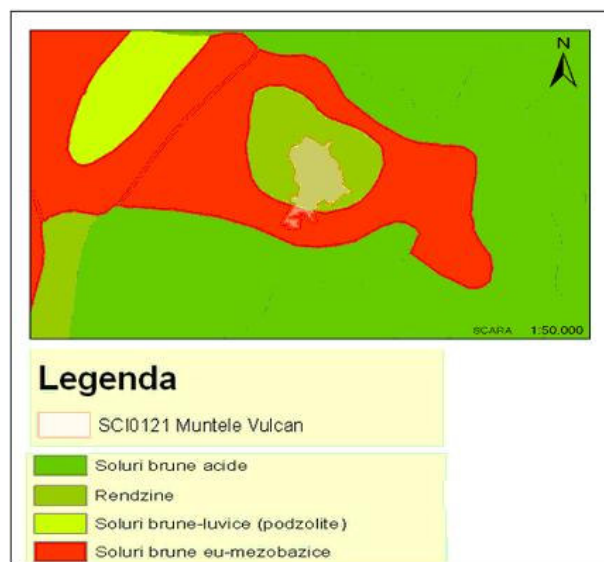 N
SCARA 1:50.000
Legenda
SCI0121 Muntele Vulcan
Soluri brune acide
Rendzine
Soluri brune-luvice (podzolite)
Soluri brune eu-mezobazice